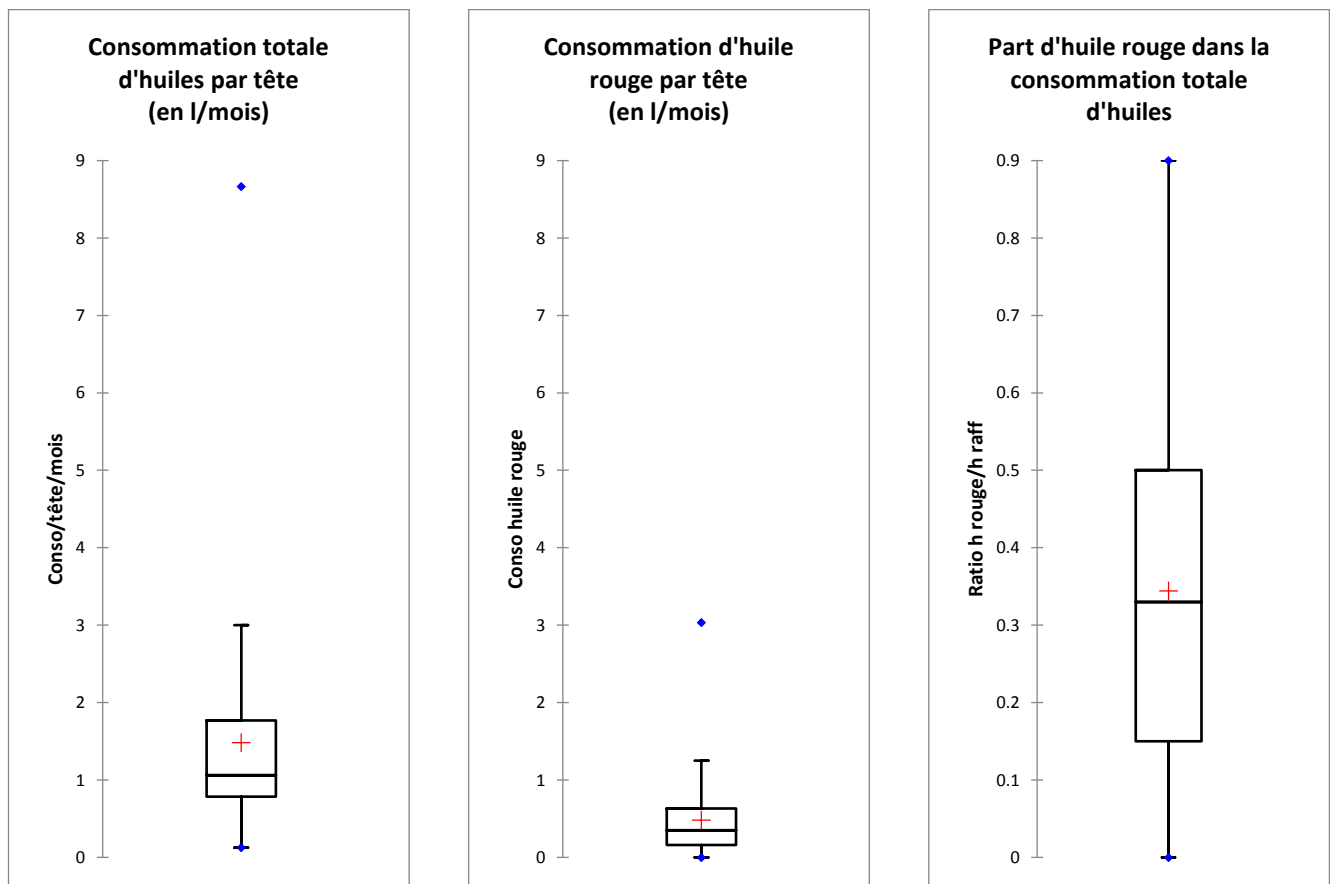 Consommation totale
d'huiles par tête
(en l/mois)
9
8
7
6
5
4
3
2
1
0
Conso/tête/mois
Consommation d'huile
rouge par tête
(en l/mois)
9
8
7
6
5
4
3
2
1
0
Conso huile rouge
Part d'huile rouge dans la
consommation totale
d'huiles
0.9
0.8
0.7
0.6
0.5
0.4
0.3
0.2
0.1
0
Ratio h rouge/h raff